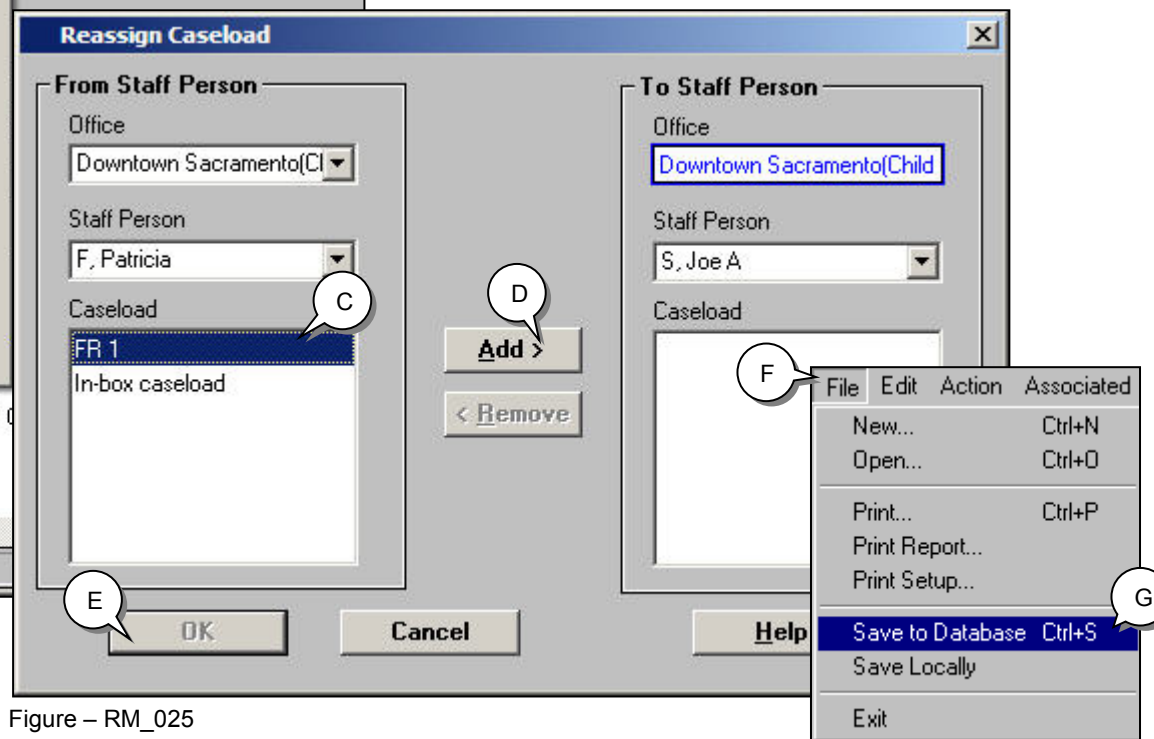 Reassign Caseload
From Staff Person
Office
Downtown Sacramento(Cl
Staff Person
F, Patricia
C
Caseload
FR 1
In-box caseload
D
Add >
< Remove
To Staff Person
Office
Downtown Sacramento(Child
Staff Person
S, Joe A
Caseload
E
OK
Cancel
Help
F
File Edit Action Associated
New... Ctrl+N
Open... Ctrl+O
Print... Ctrl+P
Print Report...
Print Setup...
G
Save to Database Ctrl+S
Save Locally
Exit
Figure – RM_025